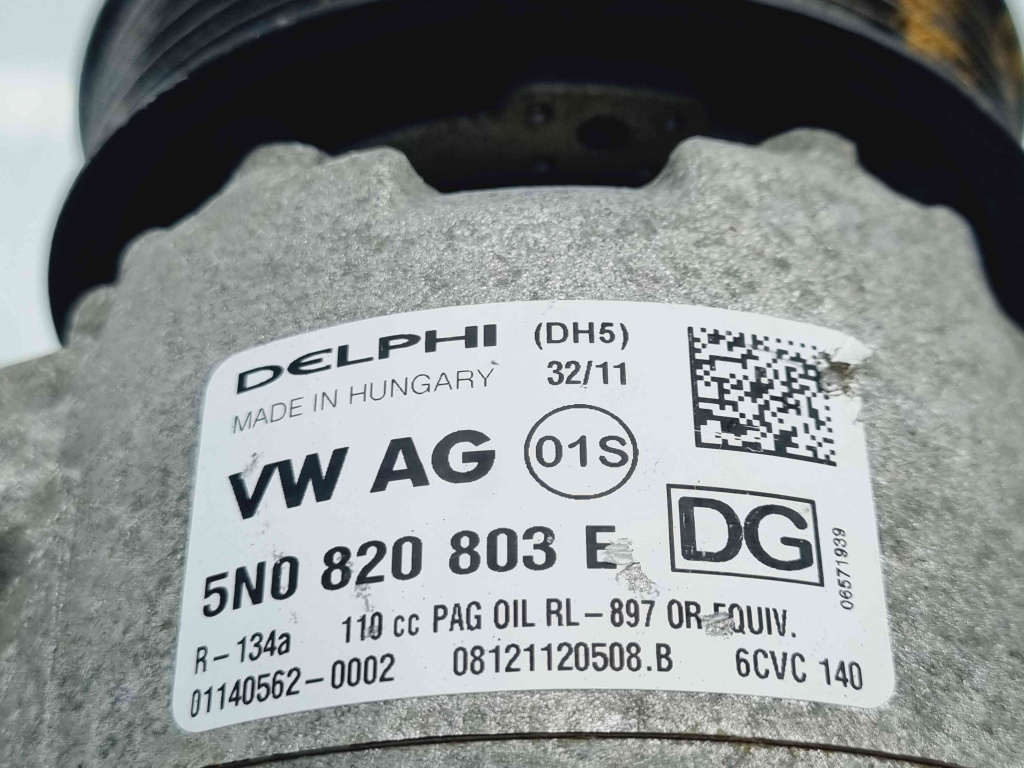 DELPHI (DH5)
MADE IN HUNGARY 32/11
VW AG 01S
5N0 820 803 E DG
06571939
R-134a 110 cc PAG OIL RL-897 OR EQUIV.
01140562-0002 08121120508.B 6CVC 140